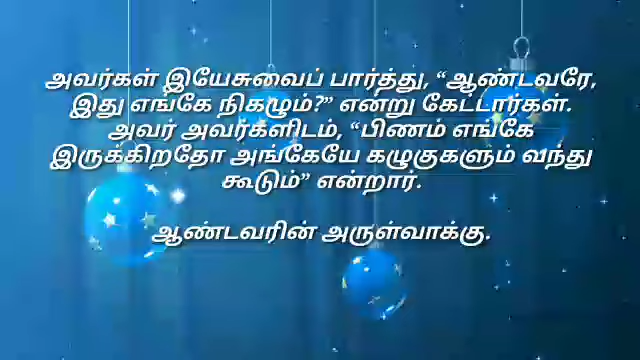 அவர்கள் இயேசுவைப் பார்த்து, “ஆண்டவரே,
இது எங்கே நிகழும்?” என்று கேட்டார்கள்.
அவர் அவர்களிடம், “பிணம் எங்கே
இருக்கிறதோ அங்கேயே கழுகுகளும் வந்து
கூடும்” என்றார்.
ஆண்டவரின் அருள்வாக்கு.